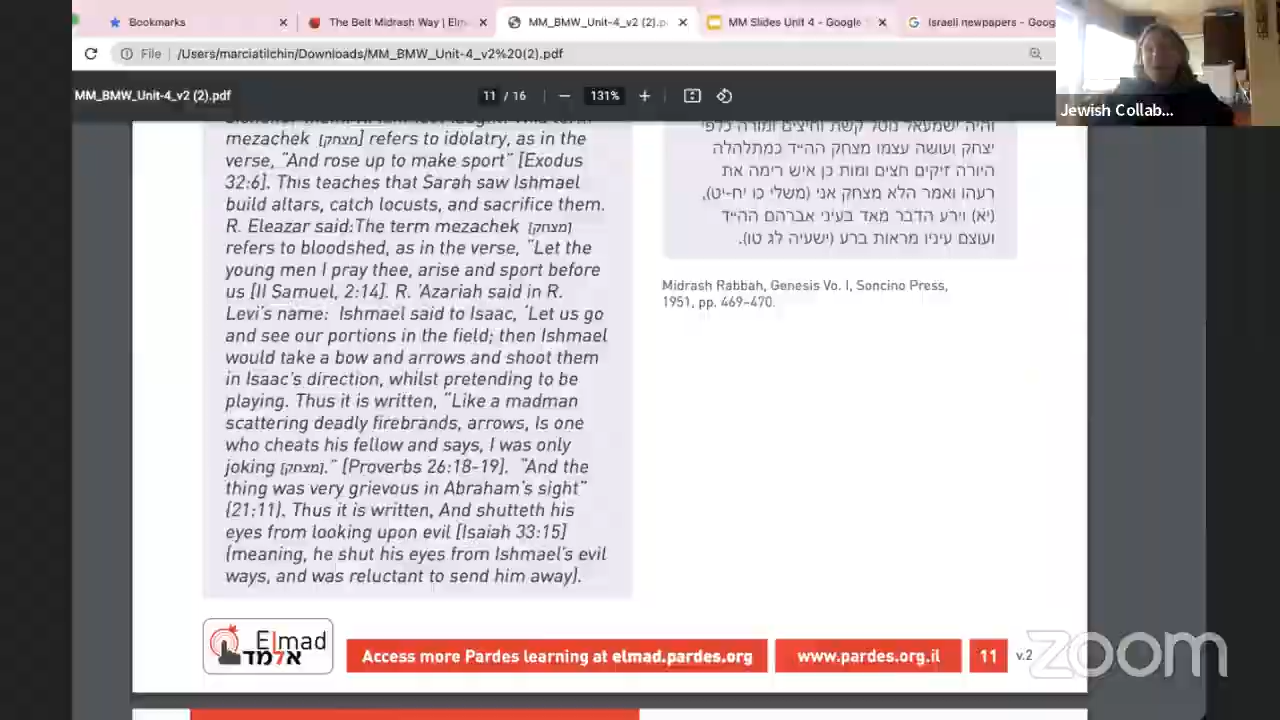 Bookmarks
The Belt Midrash Way | Elm
MM_BMW_Unit-4_v2 (2).p
MM Slides Unit 4 - Google
Israeli newpapers - Goog
File | /Users/marciatilchin/Downloads/MM_BMW_Unit-4_v2%20(2).pdf
MM_BMW_Unit-4_v2 (2).pdf
11 / 16
131%
Jewish Collab...
mezachek [מצחק] refers to idolatry, as in the
verse, "And rose up to make sport" [Exodus
32:6]. This teaches that Sarah saw Ishmael
build altars, catch locusts, and sacrifice them.
R. Eleazar said:The term mezachek [מצחק]
refers to bloodshed, as in the verse, "Let the
young men I pray thee, arise and sport before
us [II Samuel, 2:14]. R. 'Azariah said in R.
Levi's name: Ishmael said to Isaac, 'Let us go
and see our portions in the field; then Ishmael
would take a bow and arrows and shoot them
in Isaac's direction, whilst pretending to be
playing. Thus it is written, "Like a madman
scattering deadly firebrands, arrows, Is one
who cheats his fellow and says, I was only
joking [מצחק]." [Proverbs 26:18-19]. "And the
thing was very grievous in Abraham's sight"
(21:11). Thus it is written, And shutteth his
eyes from looking upon evil [Isaiah 33:15]
(meaning, he shut his eyes from Ishmael's evil
ways, and was reluctant to send him away).
והיה ישמעאל נוטל קשת וחיצים ומורה כלפי
יצחק ועושה עצמו מצחק הה״ד כמתלהלה
היורה זיקים חצים ומות כן איש רימה את
רעהו ואמר הלא מצחק אני (משלי כו יח-יט),
(יא) וירע הדבר מאד בעיני אברהם הה״ד
ועוצם עיניו מראות ברע (ישעיה לג טו).
Midrash Rabbah, Genesis Vo. I, Soncino Press,
1951, pp. 469-470.
Elmad
אלמד
Access more Pardes learning at elmad.pardes.org
www.pardes.org.il
11
v.2
zoom